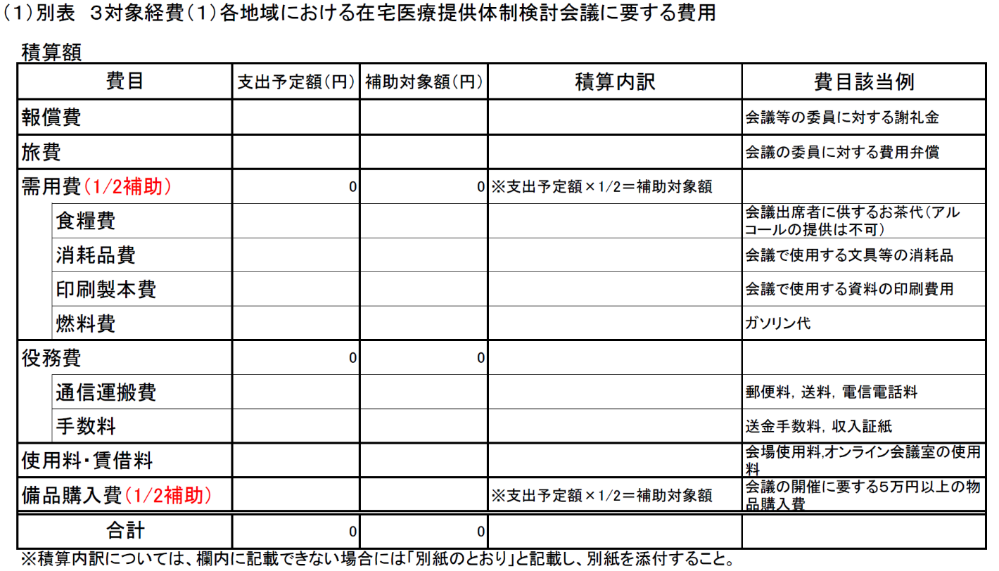 (１)別表　３対象経費(１)各地域における在宅医療提供体制検討会議に要する費用
積算額
費目 支出予定額(円) 補助対象額(円) 積算内訳 費目該当例
報償費 会議等の委員に対する謝礼金
旅費 会議の委員に対する費用弁償
需用費(1/2補助) 0 0 ※支出予定額×1/2＝補助対象額
食糧費 会議出席者に供するお茶代(アル
コールの提供は不可)
消耗品費 会議で使用する文具等の消耗品
印刷製本費 会議で使用する資料の印刷費用
燃料費 ガソリン代
役務費 0 0
通信運搬費 郵便料, 送料, 電信電話料
手数料 送金手数料, 収入証紙
使用料・賃借料 会場使用料,オンライン会議室の使用
料
備品購入費(1/2補助) ※支出予定額×1/2＝補助対象額 会議の開催に要する５万円以上の物
品購入費
合計 0 0
※積算内訳については、欄内に記載できない場合には「別紙のとおり」と記載し、別紙を添付すること。